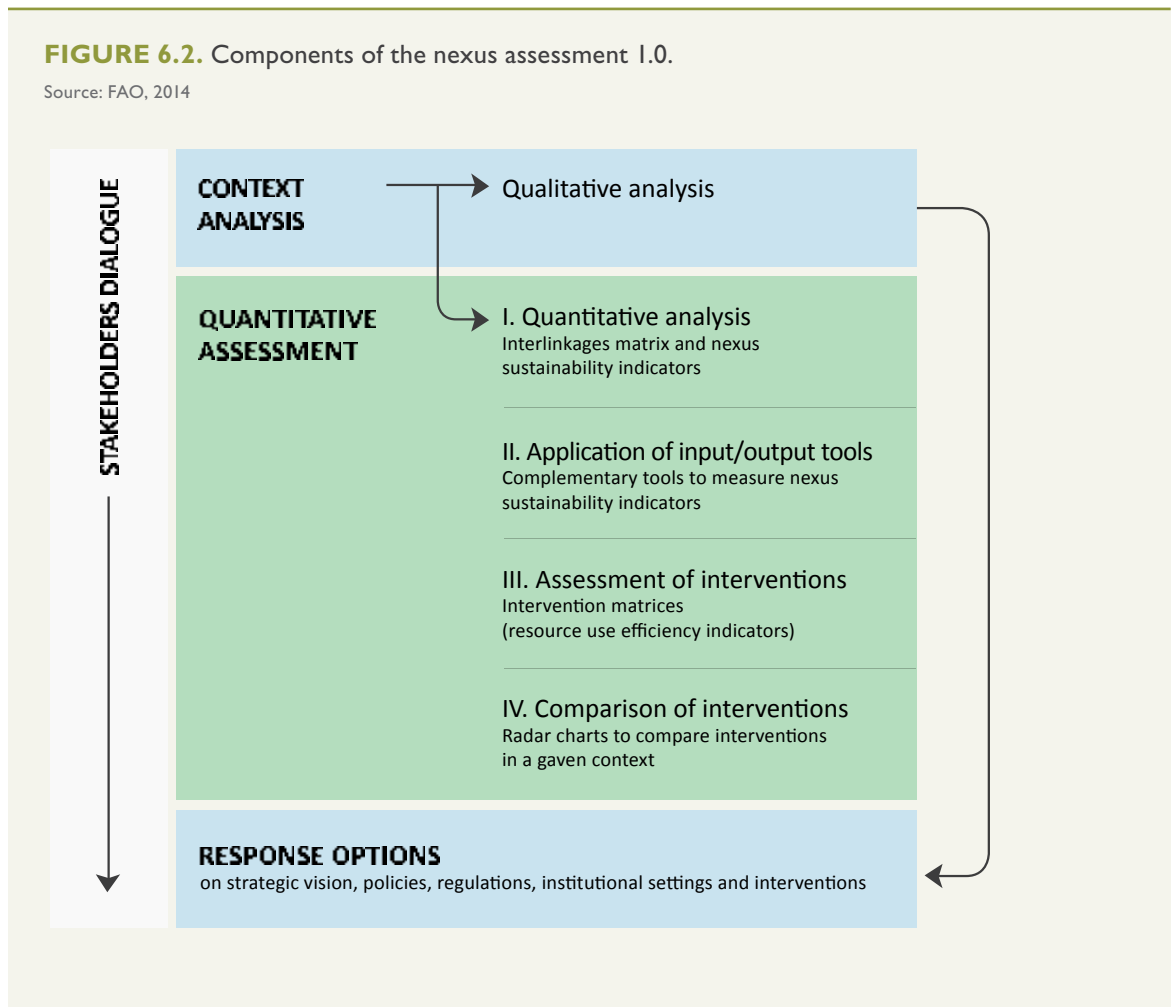 FIGURE 6.2. Components of the nexus assessment 1.0.
Source: FAO, 2014
STAKEHOLDERS DIALOGUE
CONTEXT
ANALYSIS
Qualitative analysis
QUANTITATIVE
ASSESSMENT
I. Quantitative analysis
Interlinkages matrix and nexus
sustainability indicators
II. Application of input/output tools
Complementary tools to measure nexus
sustainability indicators
III. Assessment of interventions
Intervention matrices
(resource use efficiency indicators)
IV. Comparison of interventions
Radar charts to compare interventions
in a gaven context
RESPONSE OPTIONS
on strategic vision, policies, regulations, institutional settings and interventions